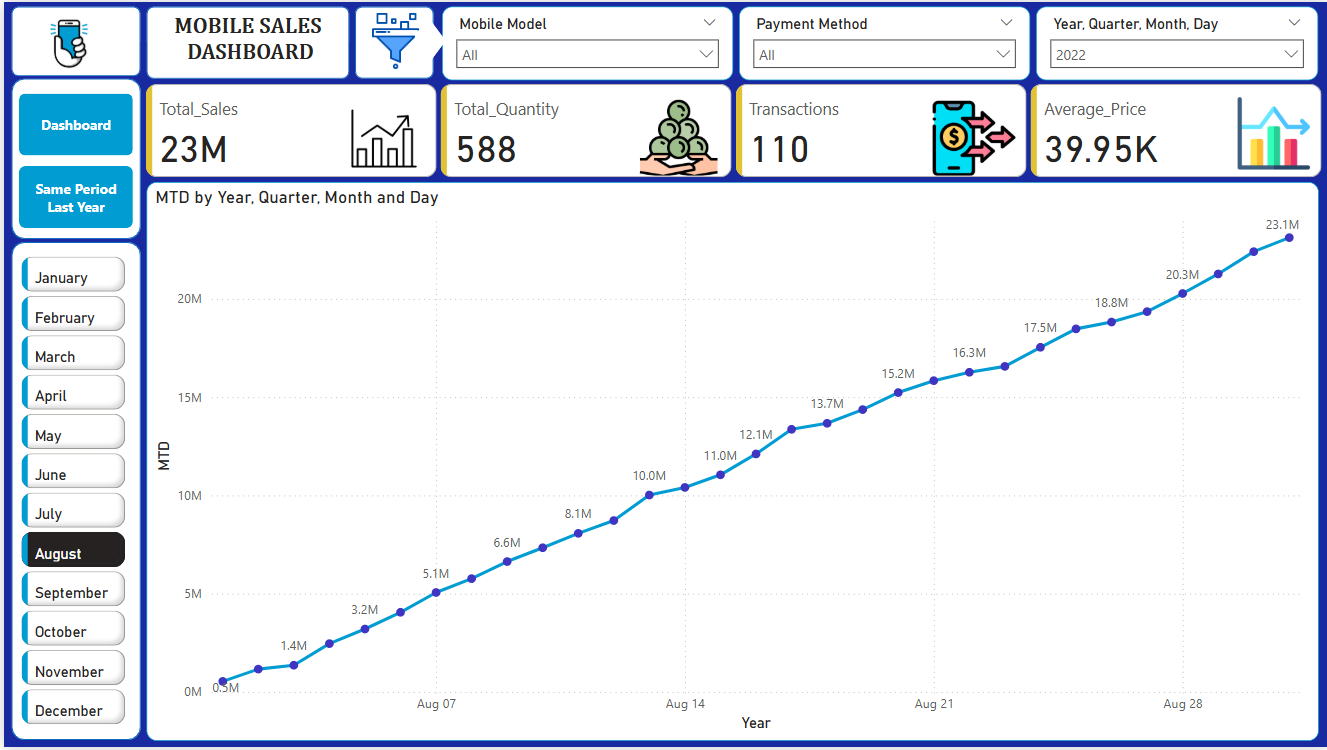 MOBILE SALES
DASHBOARD
Mobile Model
All
Payment Method
All
Year, Quarter, Month, Day
2022
Dashboard
Same Period
Last Year
Total_Sales
23M
Total_Quantity
588
Transactions
110
$
Average_Price
39.95K
January
February
March
April
May
June
July
August
September
October
November
December
MTD by Year, Quarter, Month and Day
MTD
20M
15M
10M
5M
0M
0.5M
1.4M
3.2M
5.1M
6.6M
8.1M
10.0M
11.0M
12.1M
13.7M
15.2M
16.3M
17.5M
18.8M
20.3M
23.1M
Aug 07
Aug 14
Aug 21
Aug 28
Year